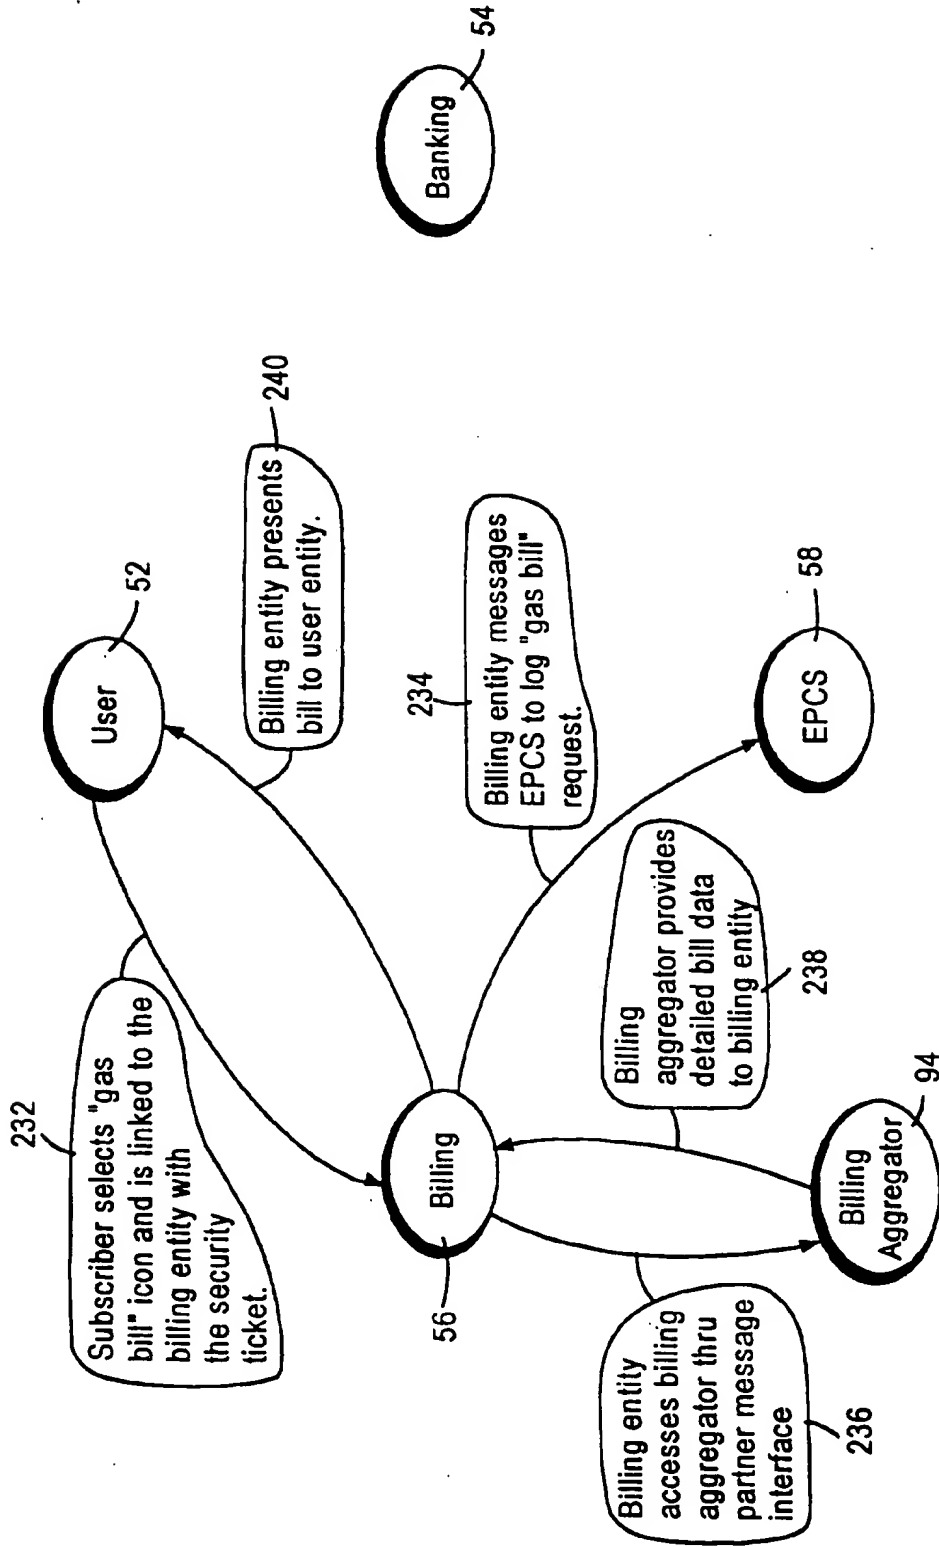 232
Subscriber selects "gas
bill" icon and is linked to the
billing entity with
the security
ticket.
User
52
Billing entity presents
bill to user entity.
240
Banking
54
Billing
56
234
Billing entity messages
EPCS to log "gas bill"
request.
Billing entity
accesses billing
aggregator thru
partner message
interface
236
Billing
aggregator provides
detailed bill data
to billing entity
238
EPCS
58
Billing
Aggregator
94